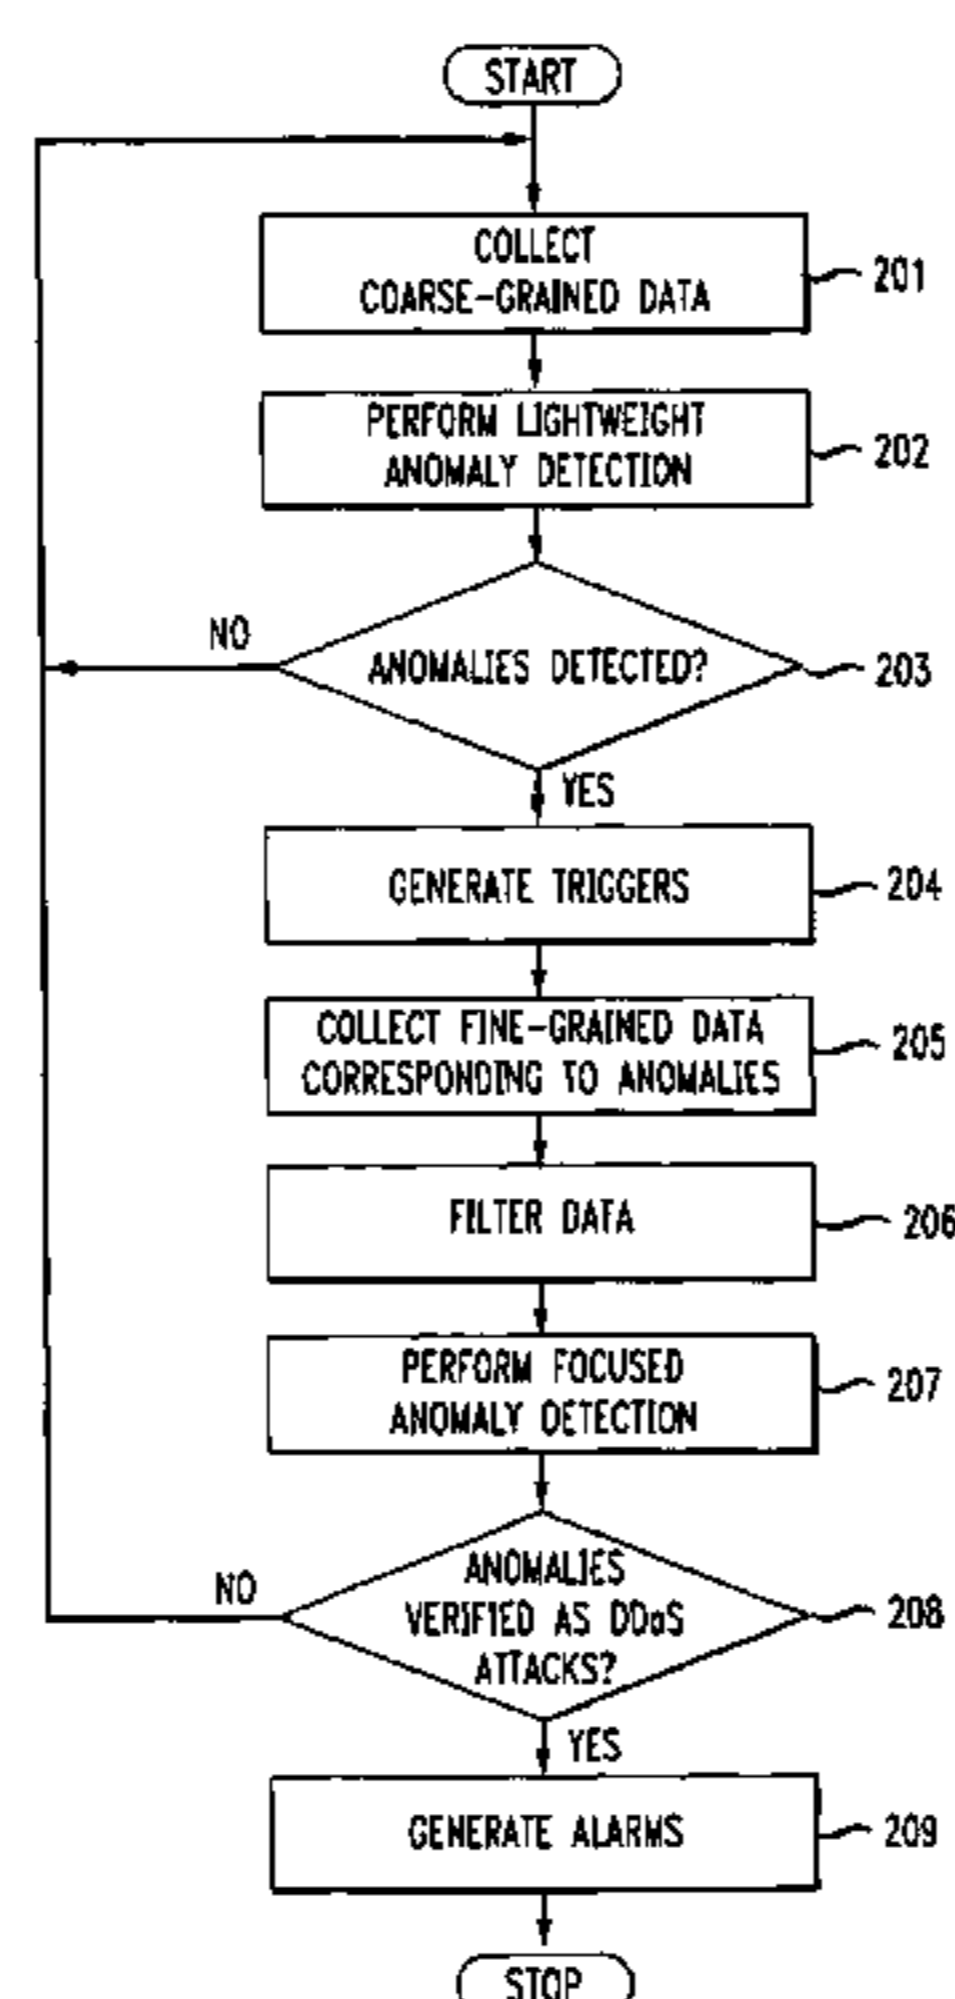 START
COLLECT
COARSE-GRAINED DATA
201
PERFORM LIGHTWEIGHT
ANOMALY DETECTION
202
NO
ANOMALIES DETECTED?
203
YES
GENERATE TRIGGERS
204
COLLECT FINE-GRAINED DATA
CORRESPONDING TO ANOMALIES
205
FILTER DATA
206
PERFORM FOCUSED
ANOMALY DETECTION
207
NO
ANOMALIES
VERIFIED AS DDoS
ATTACKS?
208
YES
GENERATE ALARMS
209
STOP